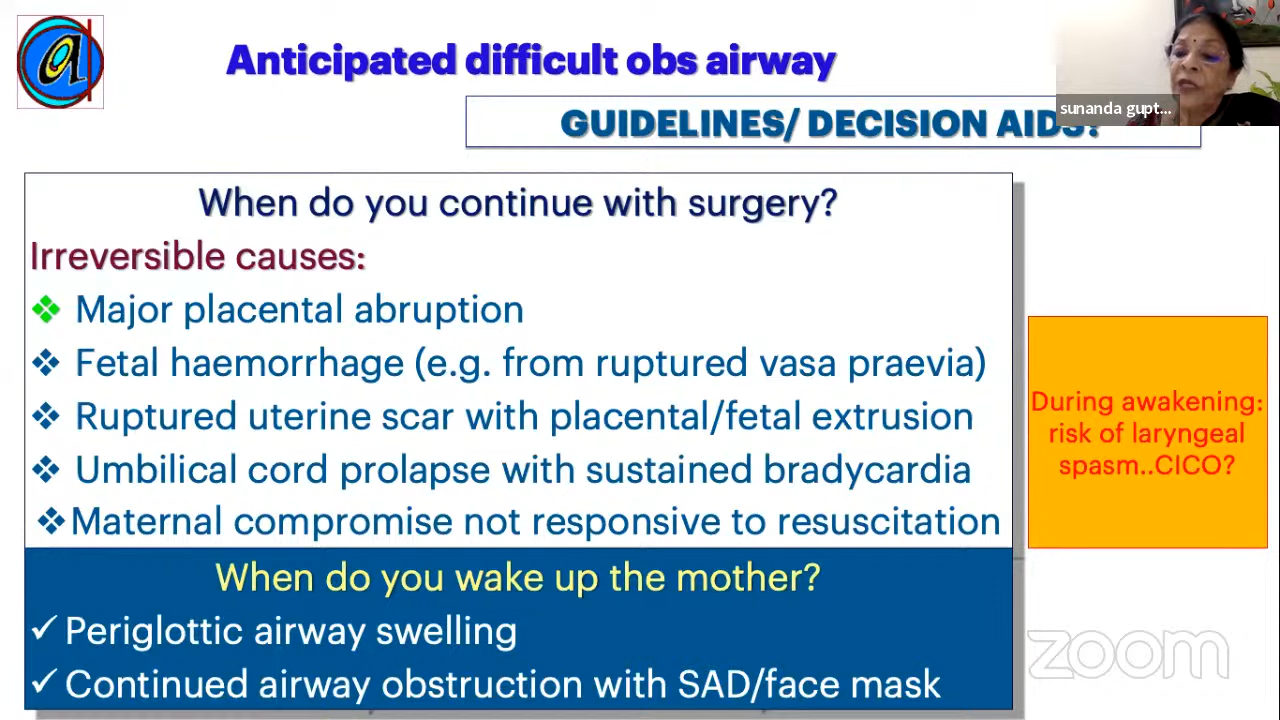 Anticipated difficult obs airway
sunanda gupt...
GUIDELINES/ DECISION AIDS?
When do you continue with surgery?
Irreversible causes:
❖ Major placental abruption
❖ Fetal haemorrhage (e.g. from ruptured vasa praevia)
❖ Ruptured uterine scar with placental/fetal extrusion
❖ Umbilical cord prolapse with sustained bradycardia
❖Maternal compromise not responsive to resuscitation
During awakening:
risk of laryngeal
spasm..CICO?
When do you wake up the mother?
✓ Periglottic airway swelling
✓ Continued airway obstruction with SAD/face mask
zoom